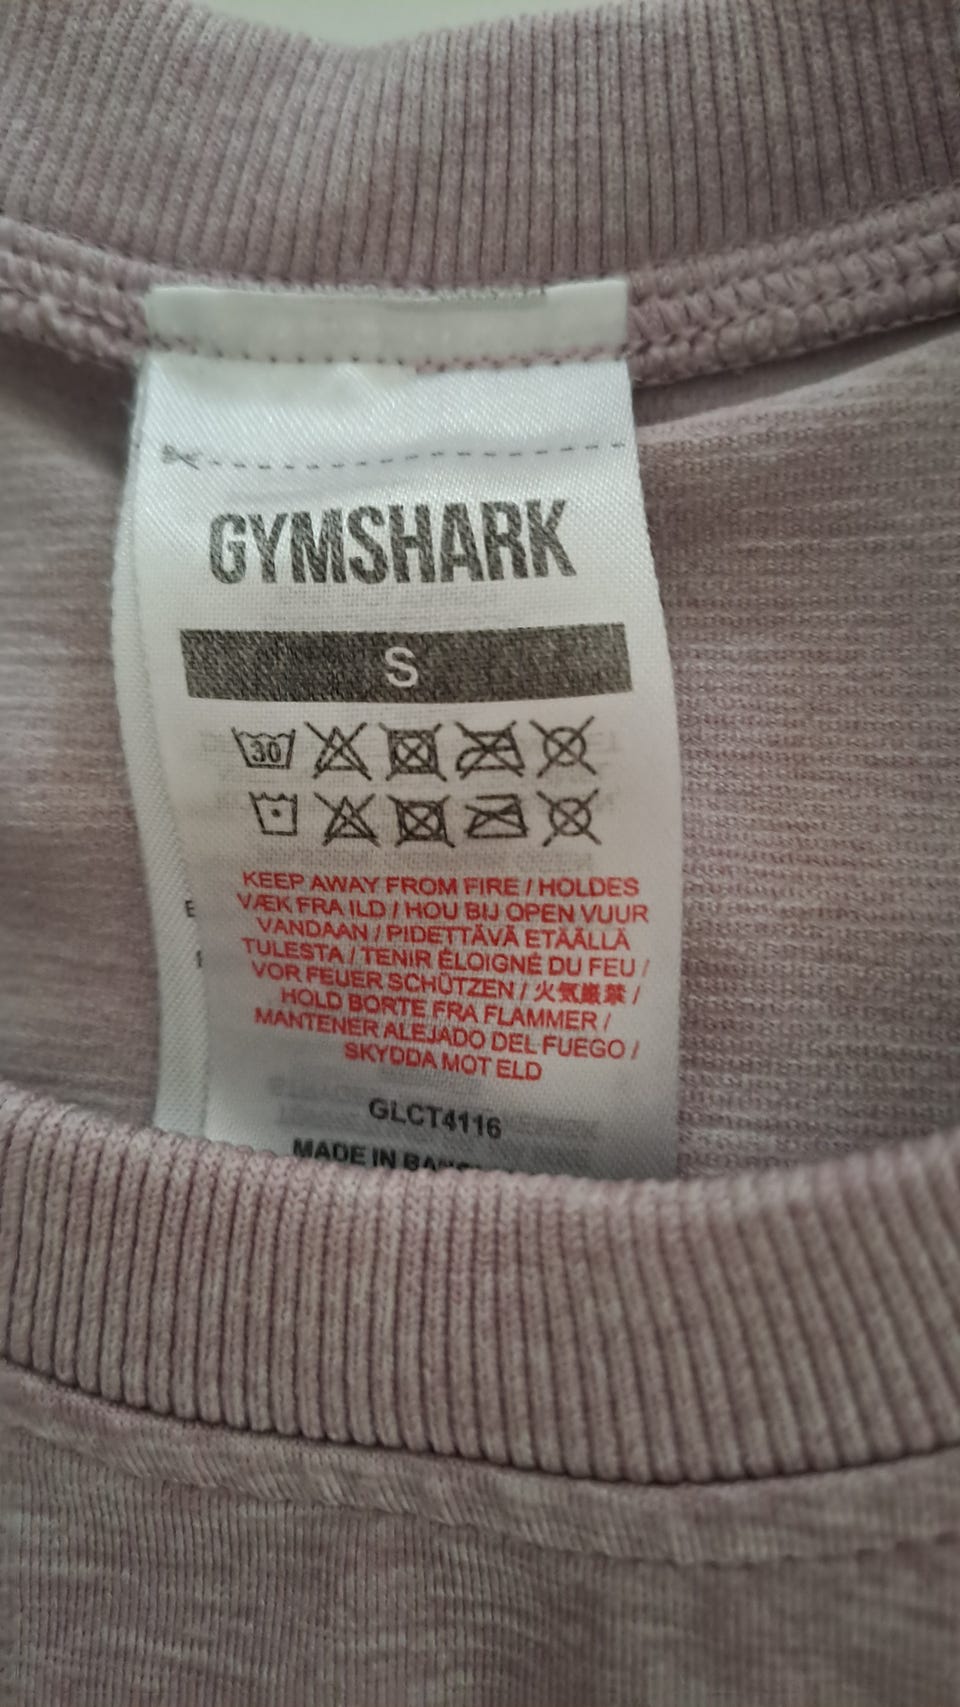 GYMSHARK
S
30
KEEP AWAY FROM FIRE / HOLDES
VÆK FRA ILD / HOU BIJ OPEN VUUR
VANDAAN / PIDETTÄVÄ ETÄÄLLÄ
TULESTA / TENIR ÉLOIGNÉ DU FEU /
VOR FEUER SCHÜTZEN / 火気厳禁 /
HOLD BORTE FRA FLAMMER /
MANTENER ALEJADO DEL FUEGO /
SKYDDA MOT ELD
GLCT4116
MADE IN